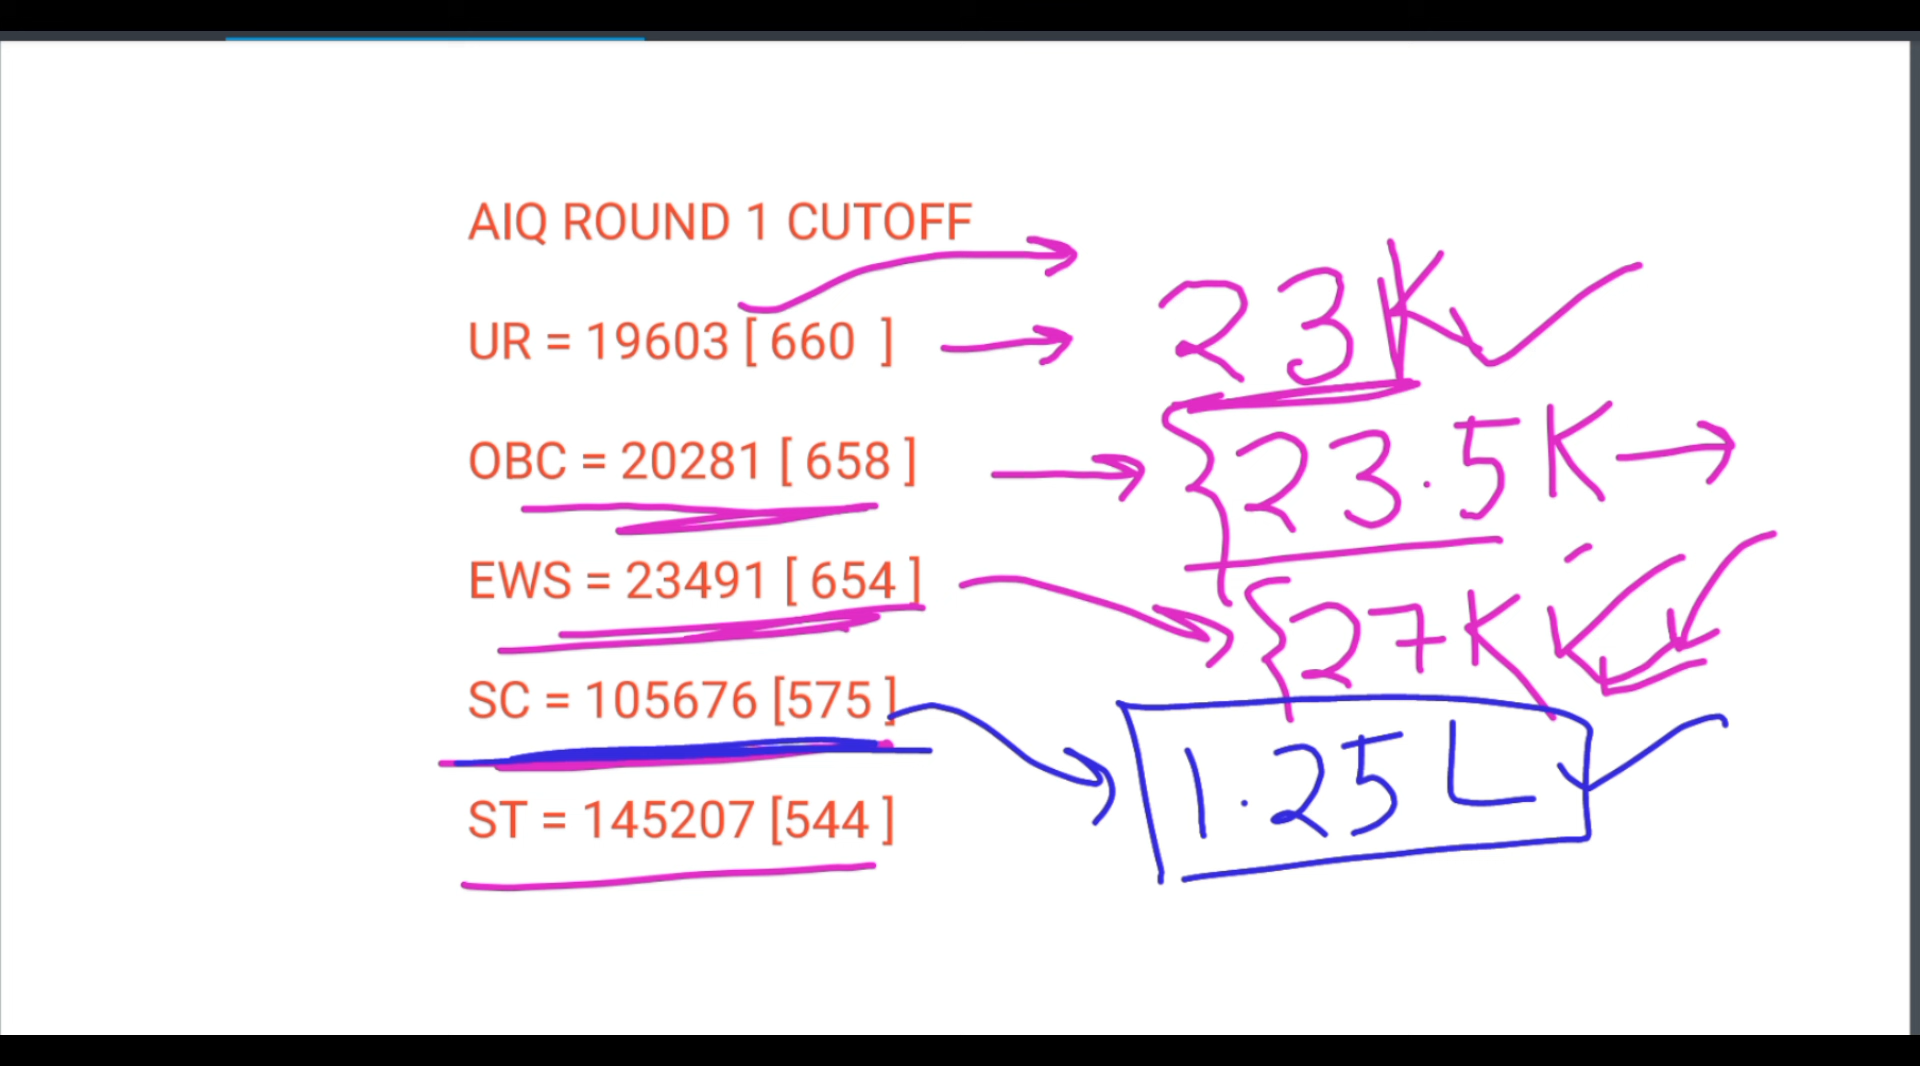 AIQ ROUND 1 CUTOFF
UR = 19603 [ 660 ]
23K
OBC = 20281 [ 658 ]
23.5K
EWS = 23491 [ 654 ]
27K
SC = 105676 [575 ]
1.25L
ST = 145207 [544 ]